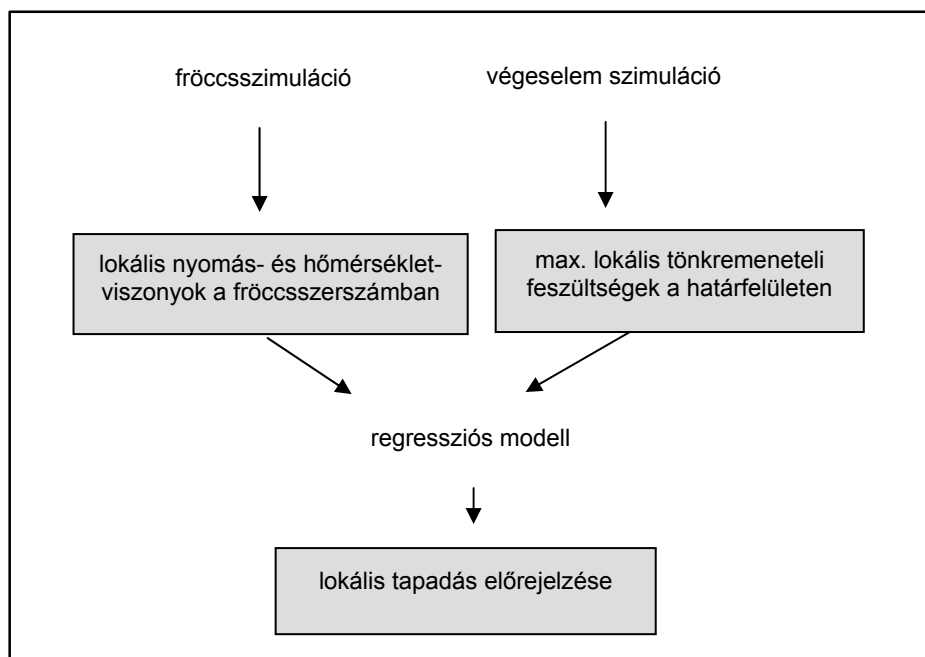 fröccsszimuláció
végeselem szimuláció
lokális nyomás- és hőmérséklet-
viszonyok a fröccsszerszámban
max. lokális tönkremeneteli
feszültségek a határfelületen
regressziós modell
lokális tapadás előrejelzése